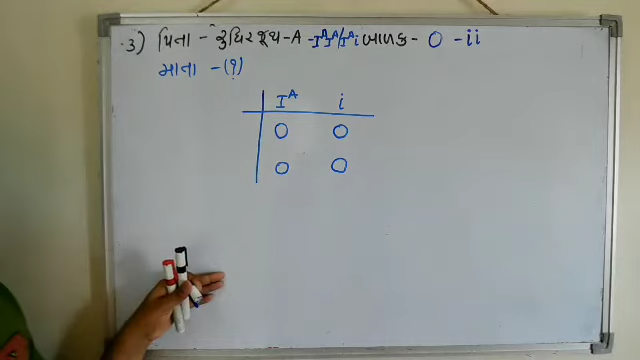 3) પિતા - રુધિરજૂથ - A - IᴬIᴬ/Iᴬi બાળક - O - ii
માતા - (?)
Iᴬ i
O O
O O